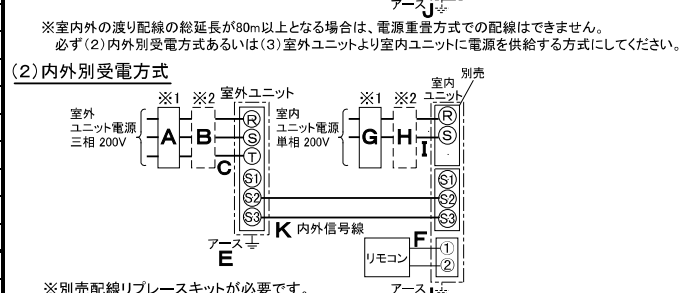 アース J
※室内外の渡り配線の総延長が80m以上となる場合は、電源重畳方式での配線はできません。
必ず(2)内外別受電方式あるいは(3)室外ユニットより室内ユニットに電源を供給する方式にしてください。
(2)内外別受電方式
別売
※1 ※2 室外ユニット
※1 ※2 室内ユニット
室外
ユニット電源
三相 200V
A B C
R
S
T
S1
S2
S3
室内
ユニット電源
単相 200V
G H I
R
S
S1
S2
S3
K 内外信号線
アース
E
リモコン
F
①
②
※別売配線リプレースキットが必要です。
アース